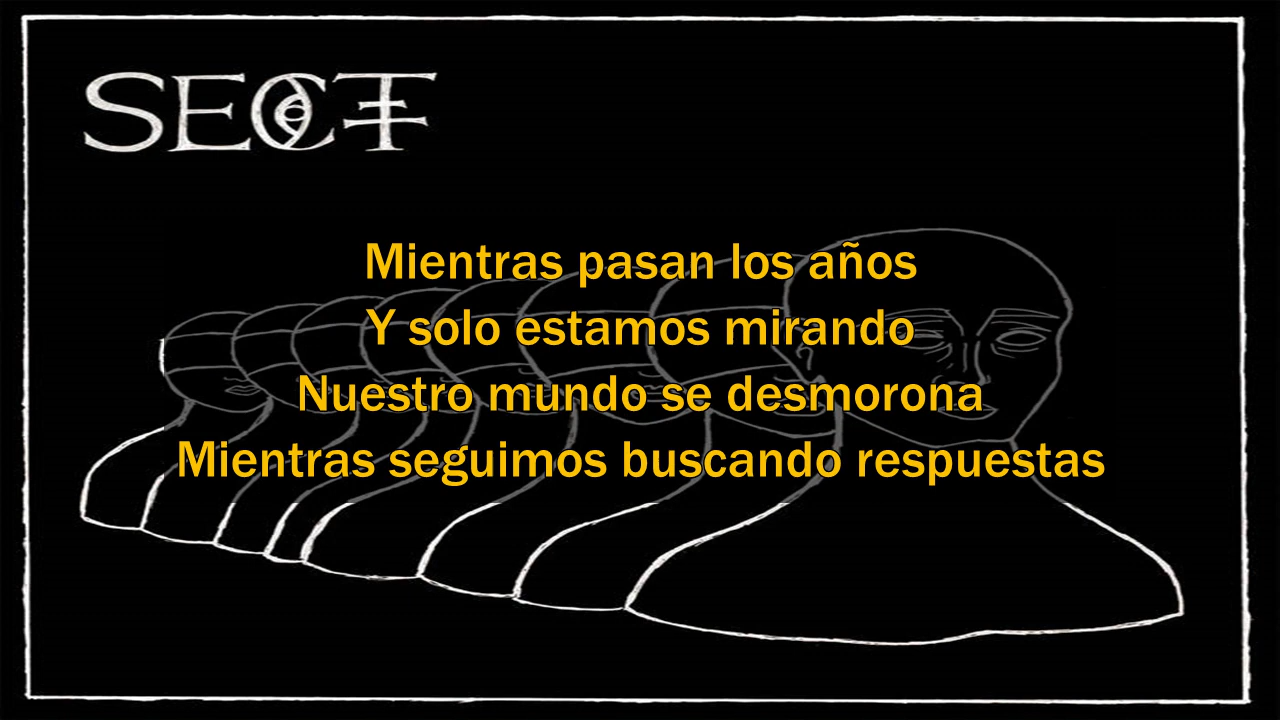 SECT
Mientras pasan los años
Y solo estamos mirando
Nuestro mundo se desmorona
Mientras seguimos buscando respuestas